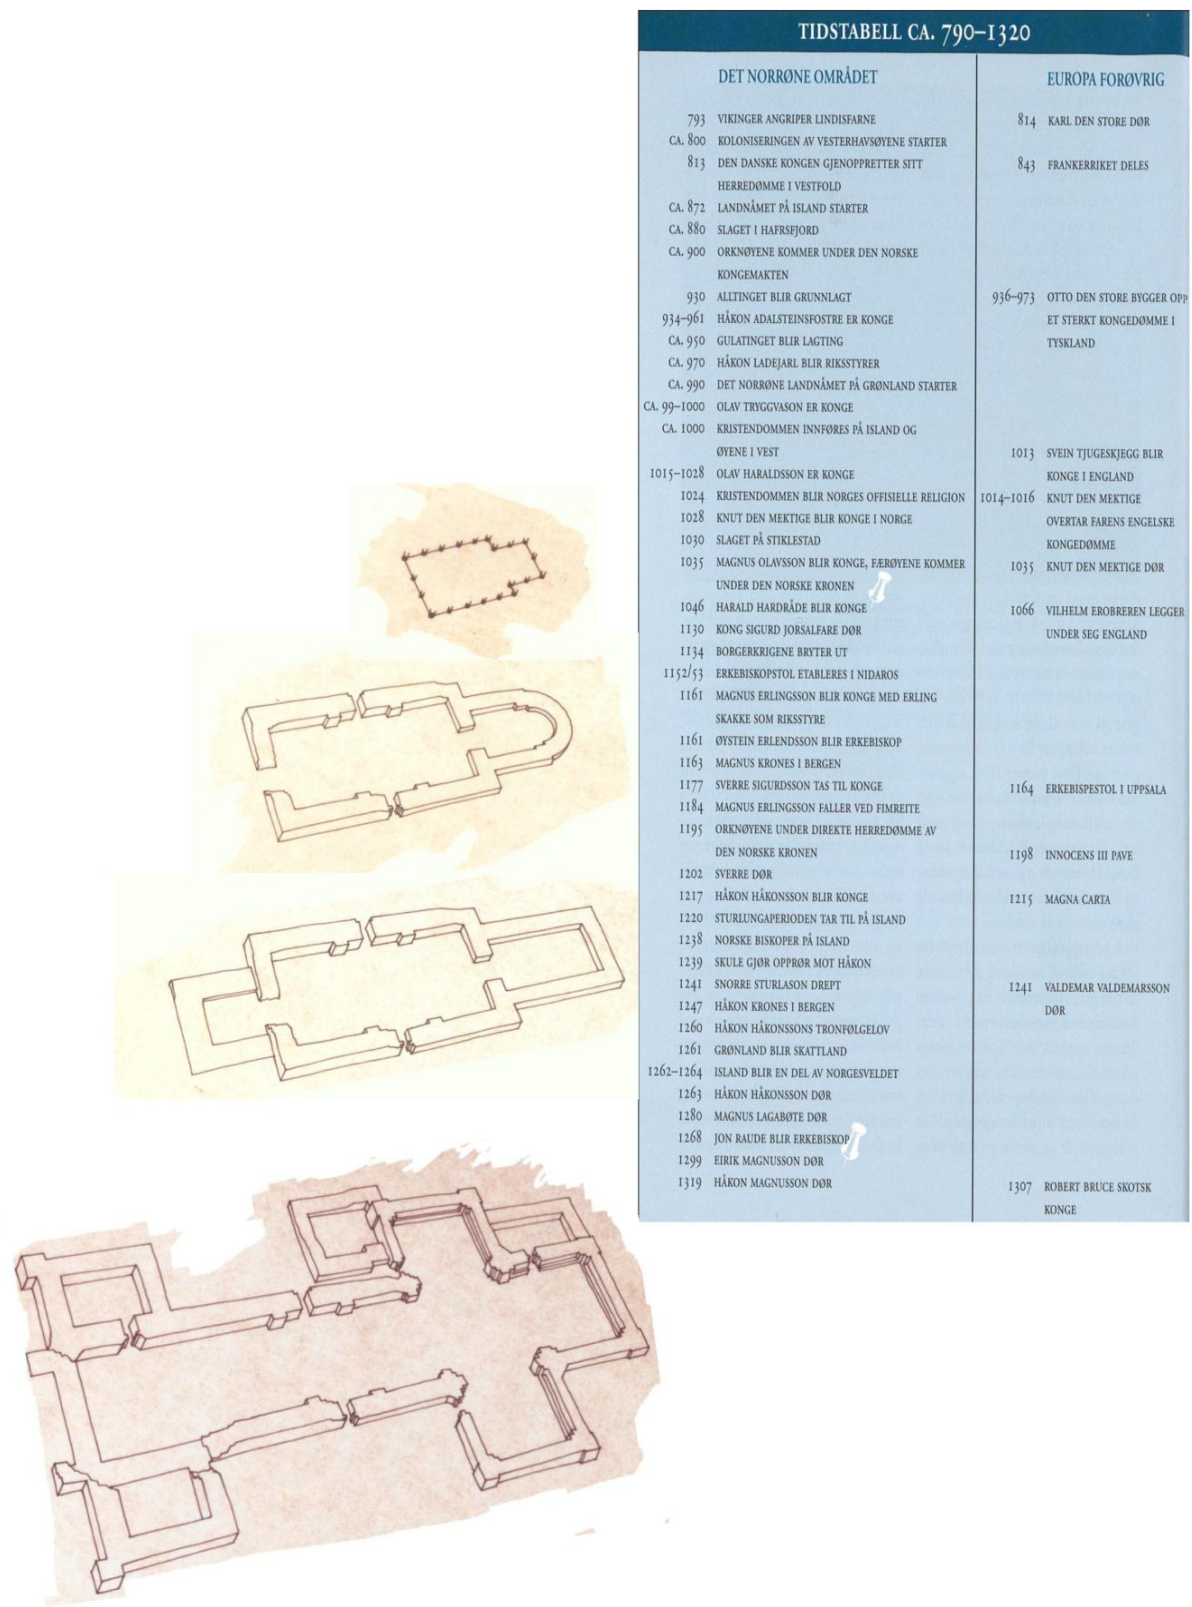 TIDSTABELL CA. 790–1320
DET NORRØNE OMRÅDET
793 VIKINGER ANGRIPER LINDISFARNE
CA. 800 KOLONISERINGEN AV VESTERHAVSØYENE STARTER
813 DEN DANSKE KONGEN GJENOPPRETTER SITT
HERREDØMME I VESTFOLD
CA. 872 LANDNÅMET PÅ ISLAND STARTER
CA. 880 SLAGET I HAFRSFJORD
CA. 900 ORKNØYENE KOMMER UNDER DEN NORSKE
KONGEMAKTEN
930 ALLTINGET BLIR GRUNNLAGT
934–961 HÅKON ADALSTEINSFOSTRE ER KONGE
CA. 950 GULATINGET BLIR LAGTING
CA. 970 HÅKON LADEJARL BLIR RIKSSTYRER
CA. 990 DET NORRØNE LANDNÅMET PÅ GRØNLAND STARTER
CA. 99–1000 OLAV TRYGGVASON ER KONGE
CA. 1000 KRISTENDOMMEN INNFØRES PÅ ISLAND OG
ØYENE I VEST
1015–1028 OLAV HARALDSSON ER KONGE
1024 KRISTENDOMMEN BLIR NORGES OFFISIELLE RELIGION
1028 KNUT DEN MEKTIGE BLIR KONGE I NORGE
1030 SLAGET PÅ STIKLESTAD
1035 MAGNUS OLAVSSON BLIR KONGE, FÆRØYENE KOMMER
UNDER DEN NORSKE KRONEN
1046 HARALD HARDRÅDE BLIR KONGE
1130 KONG SIGURD JORSALFARE DØR
1134 BORGERKRIGENE BRYTER UT
1152/53 ERKEBISKOPSTOL ETABLERES I NIDAROS
1161 MAGNUS ERLINGSSON BLIR KONGE MED ERLING
SKAKKE SOM RIKSSTYRE
1161 ØYSTEIN ERLENDSSON BLIR ERKEBISKOP
1163 MAGNUS KRONES I BERGEN
1177 SVERRE SIGURDSSON TAS TIL KONGE
1184 MAGNUS ERLINGSSON FALLER VED FIMREITE
1195 ORKNØYENE UNDER DIREKTE HERREDØMME AV
DEN NORSKE KRONEN
1202 SVERRE DØR
1217 HÅKON HÅKONSSON BLIR KONGE
1220 STURLUNGAPERIODEN TAR TIL PÅ ISLAND
1238 NORSKE BISKOPER PÅ ISLAND
1239 SKULE GJØR OPPRØR MOT HÅKON
1241 SNORRE STURLASON DREPT
1247 HÅKON KRONES I BERGEN
1260 HÅKON HÅKONSSONS TRONFØLGELOV
1261 GRØNLAND BLIR SKATTLAND
1262–1264 ISLAND BLIR EN DEL AV NORGESVELDET
1263 HÅKON HÅKONSSON DØR
1280 MAGNUS LAGABØTE DØR
1268 JON RAUDE BLIR ERKEBISKOP
1299 EIRIK MAGNUSSON DØR
1319 HÅKON MAGNUSSON DØR
EUROPA FORØVRIG
814 KARL DEN STORE DØR
843 FRANKERRIKET DELES
936–973 OTTO DEN STORE BYGGER OPP
ET STERKT KONGEDØMME I
TYSKLAND
1013 SVEIN TJUGESKJEGG BLIR
KONGE I ENGLAND
1014–1016 KNUT DEN MEKTIGE
OVERTAR FARENS ENGELSKE
KONGEDØMME
1035 KNUT DEN MEKTIGE DØR
1066 VILHELM EROBREREN LEGGER
UNDER SEG ENGLAND
1164 ERKEBISPESTOL I UPPSALA
1198 INNOCENS III PAVE
1215 MAGNA CARTA
1241 VALDEMAR VALDEMARSSON
DØR
1307 ROBERT BRUCE SKOTSK
KONGE